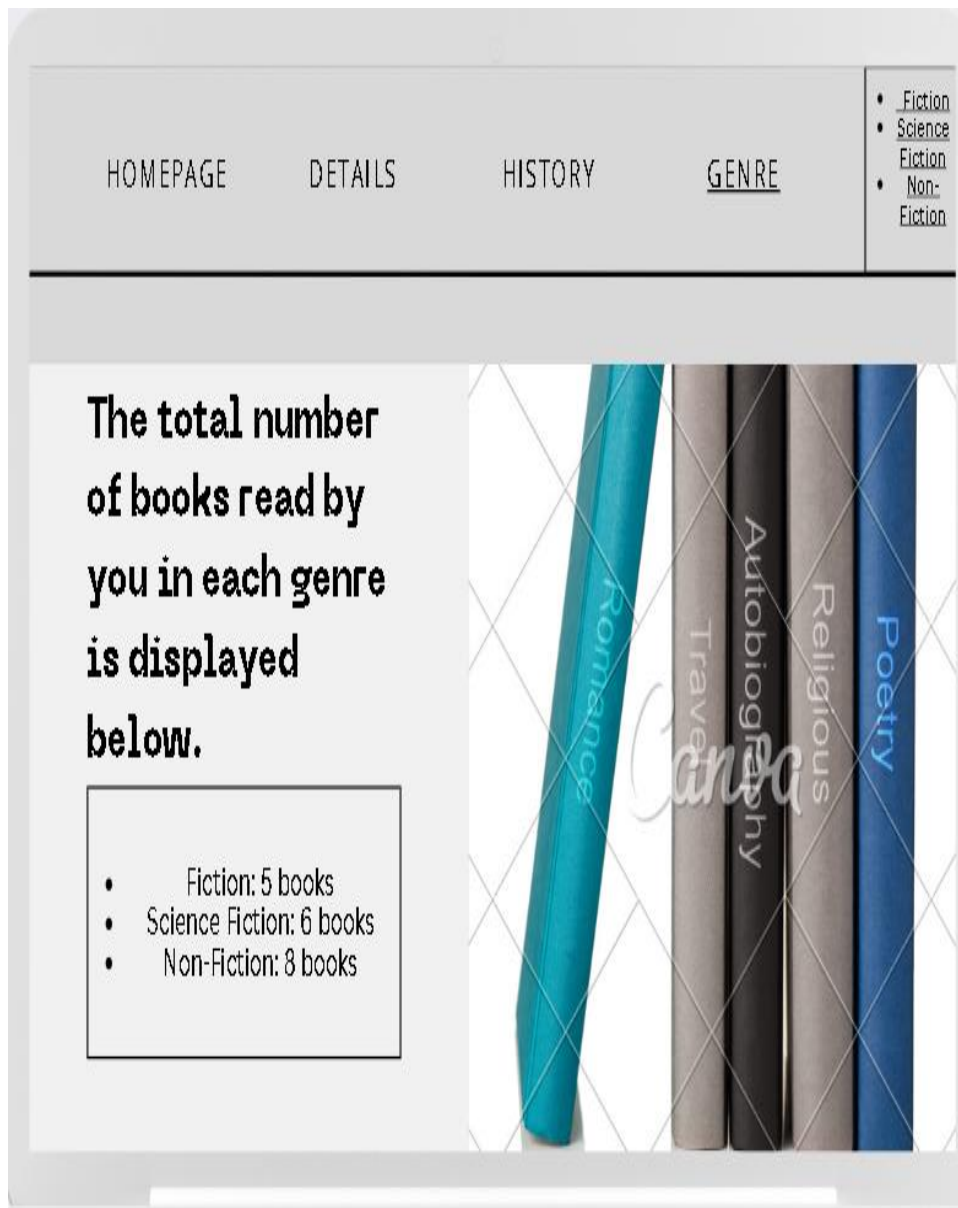 HOMEPAGE DETAILS HISTORY GENRE
• Fiction
• Science
Fiction
• Non-
Fiction
The total number
of books read by
you in each genre
is displayed
below.
• Fiction: 5 books
• Science Fiction: 6 books
• Non-Fiction: 8 books
Romance
Travel
Autobiography
Religious
Poetry
Canva